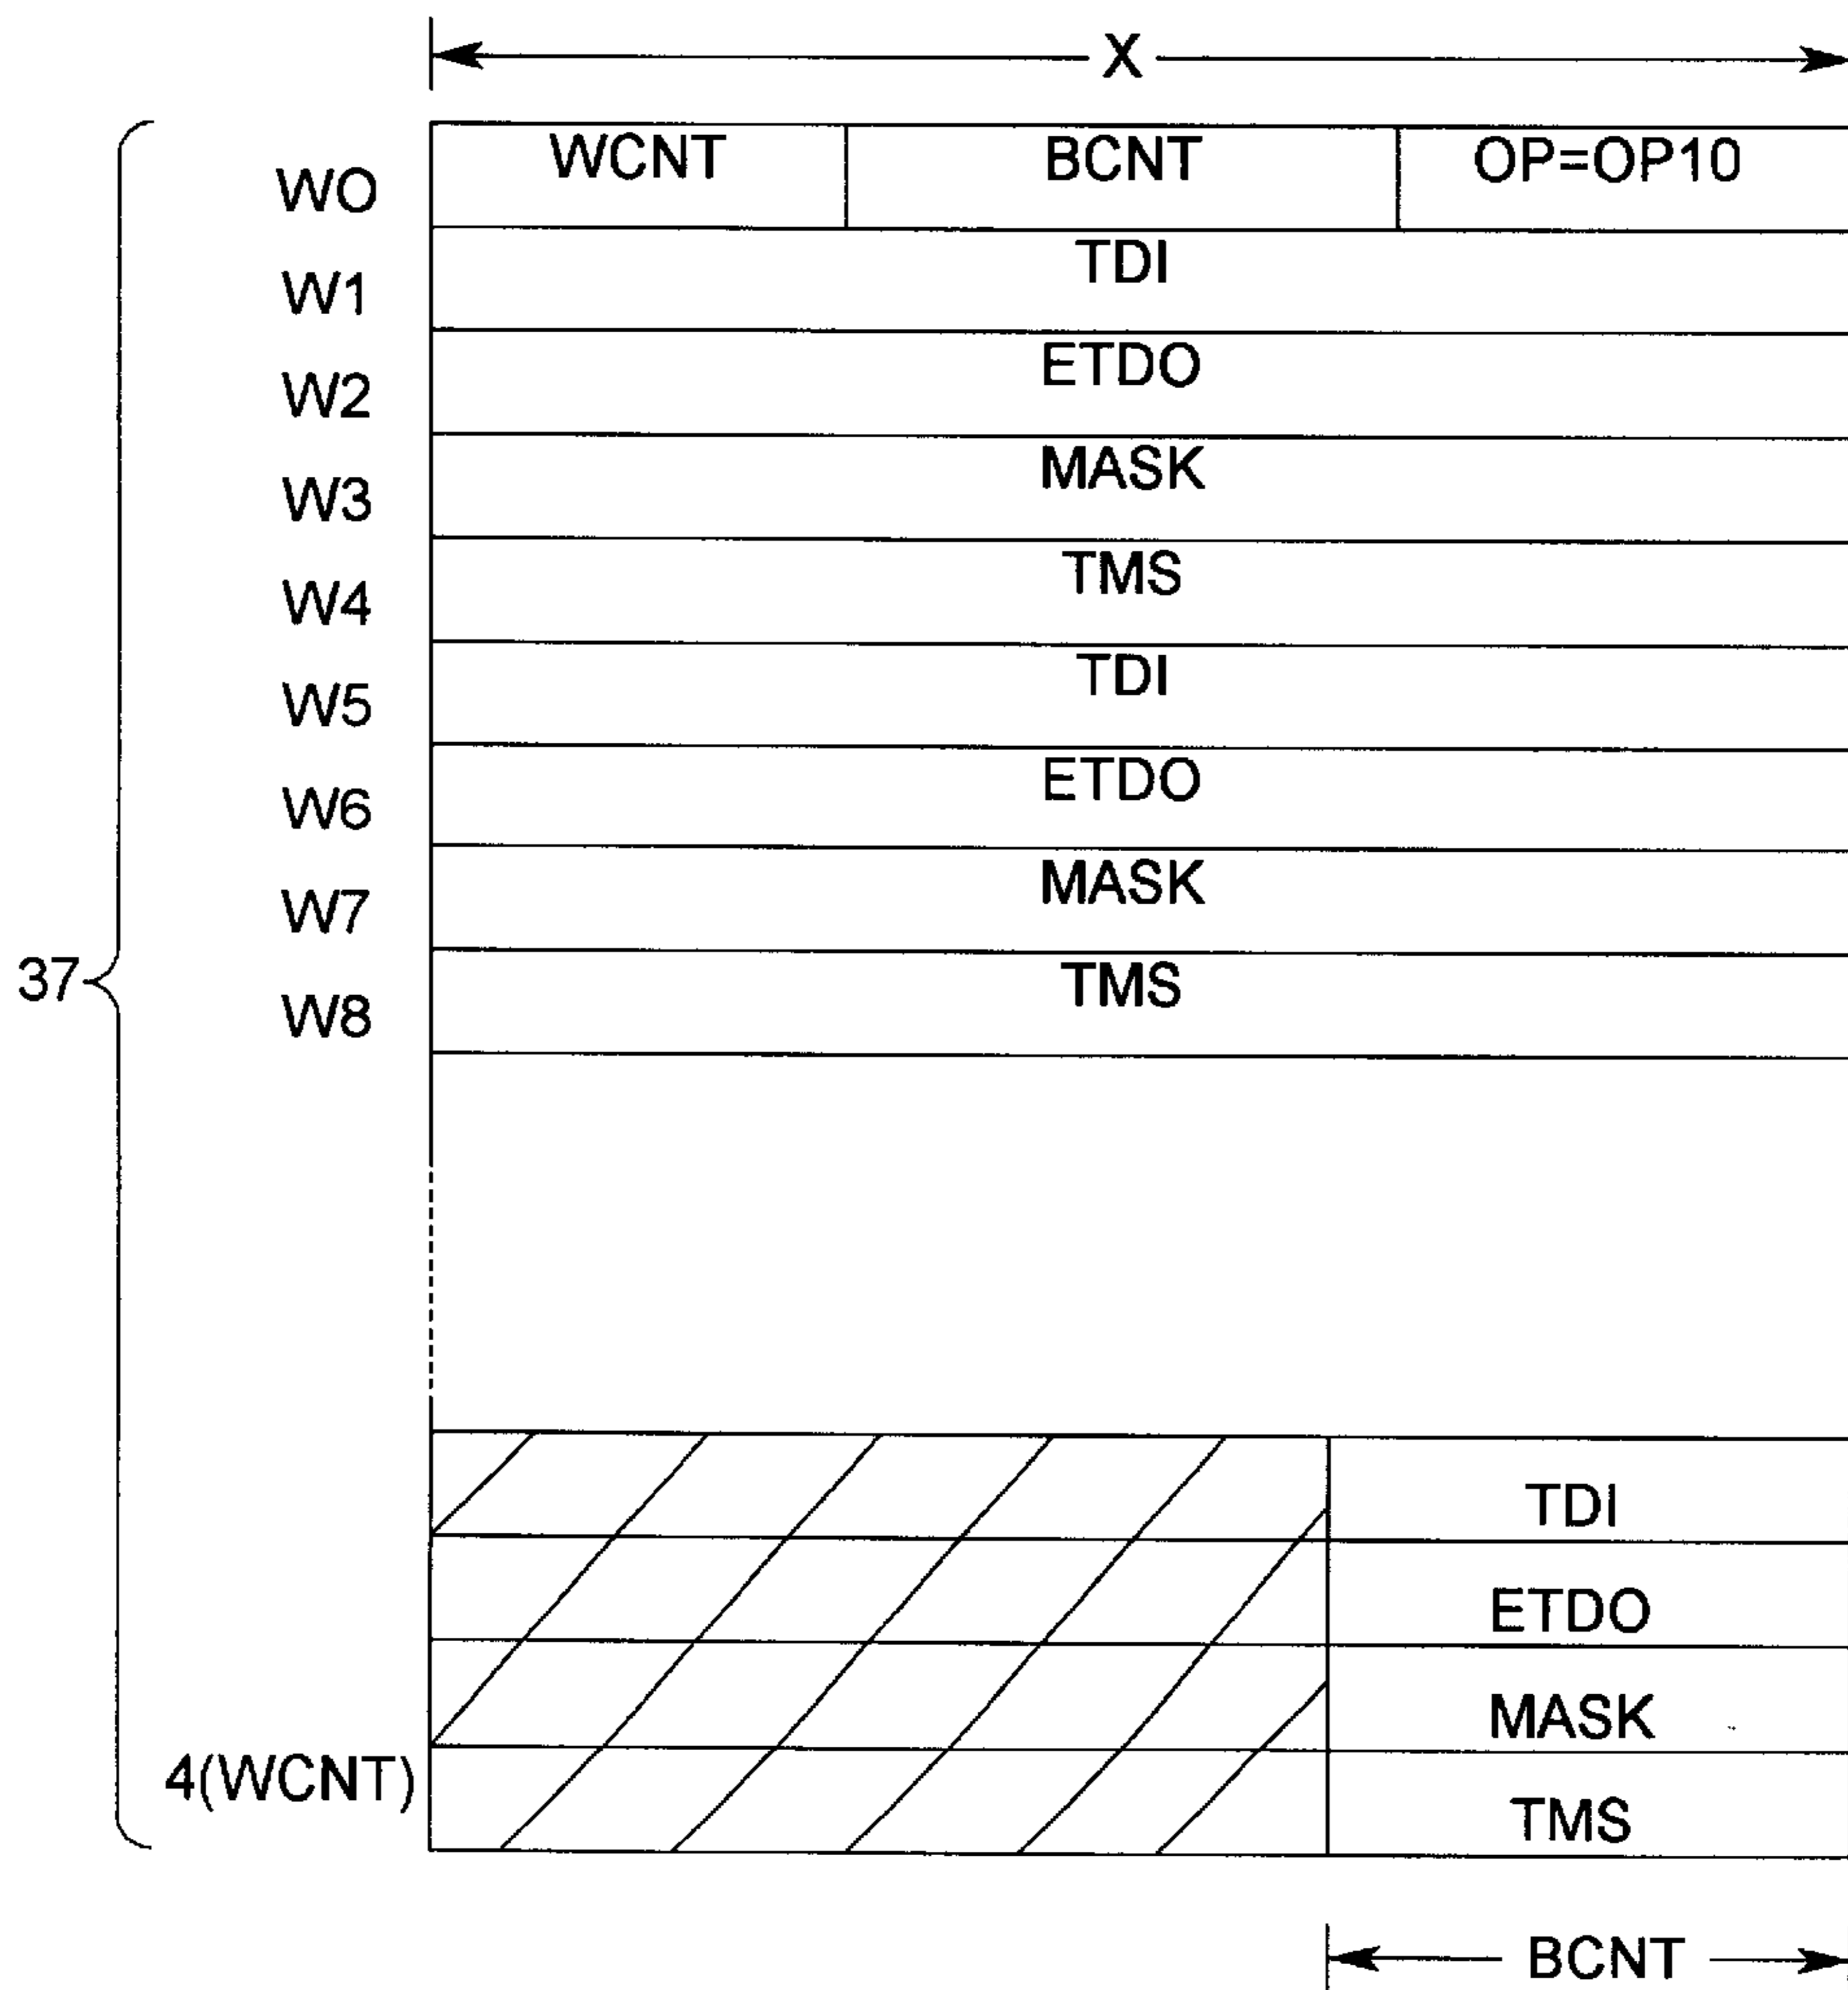 X
WO WCNT BCNT OP=OP10
W1 TDI
W2 ETDO
W3 MASK
W4 TMS
W5 TDI
W6 ETDO
W7 MASK
37
W8 TMS
TDI
ETDO
MASK
4(WCNT) TMS
BCNT